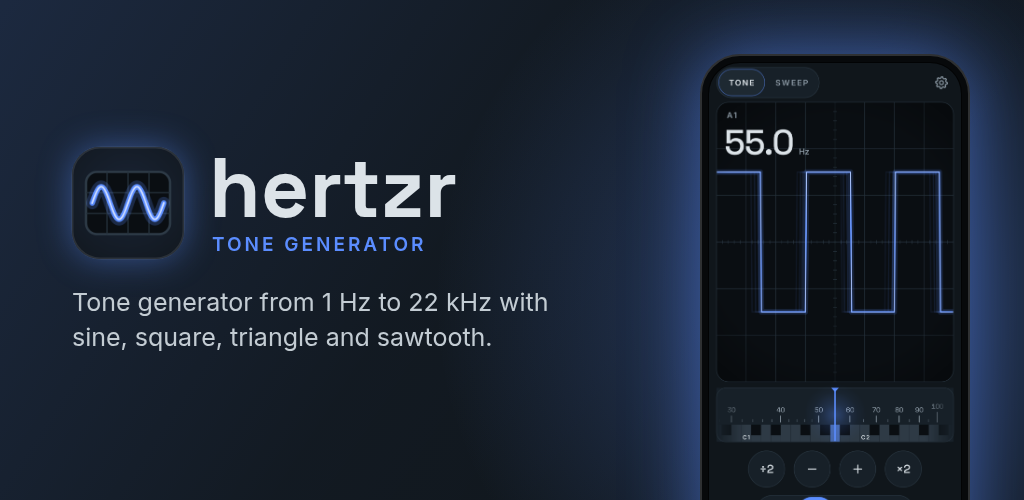 hertzr
TONE GENERATOR
Tone generator from 1 Hz to 22 kHz with
sine, square, triangle and sawtooth.
TONE SWEEP
A1
55.0 Hz
30 40 50 60 70 80 90 100
C1 C2
÷2 − + ×2